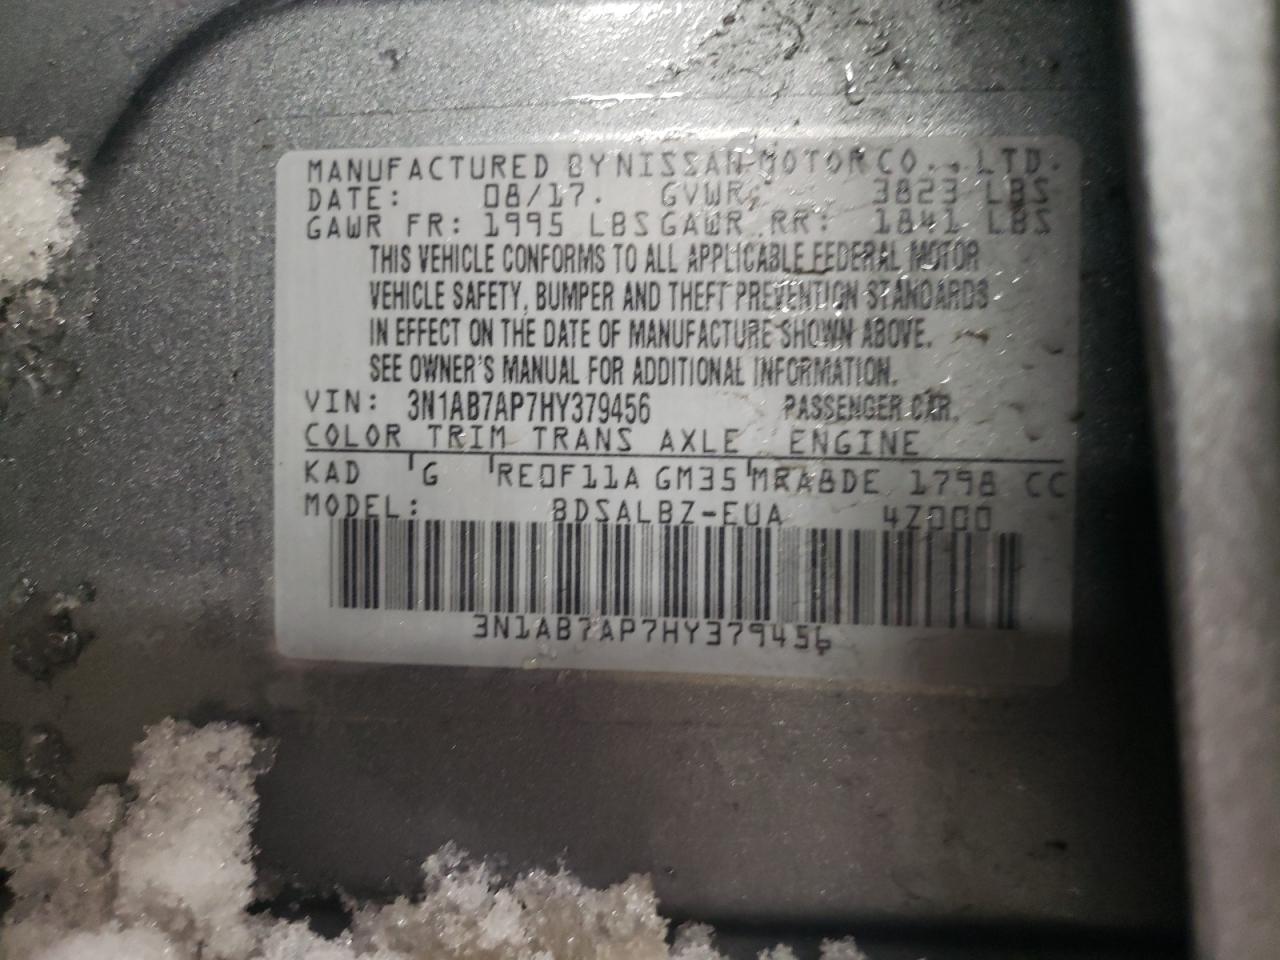 MANUFACTURED BY NISSAN MOTOR CO., LTD.
DATE: 08/17. GVWR: 3823 LBS
GAWR FR: 1995 LBS GAWR RR: 1841 LBS
THIS VEHICLE CONFORMS TO ALL APPLICABLE FEDERAL MOTOR
VEHICLE SAFETY, BUMPER AND THEFT PREVENTION STANDARDS
IN EFFECT ON THE DATE OF MANUFACTURE SHOWN ABOVE.
SEE OWNER'S MANUAL FOR ADDITIONAL INFORMATION.
VIN: 3N1AB7AP7HY379456 PASSENGER CAR.
COLOR TRIM TRANS AXLE ENGINE
KAD G RE0F11A GM35 MRA8DE 1798 CC
MODEL: BDSALBZ-EUA 4Z000
3N1AB7AP7HY379456